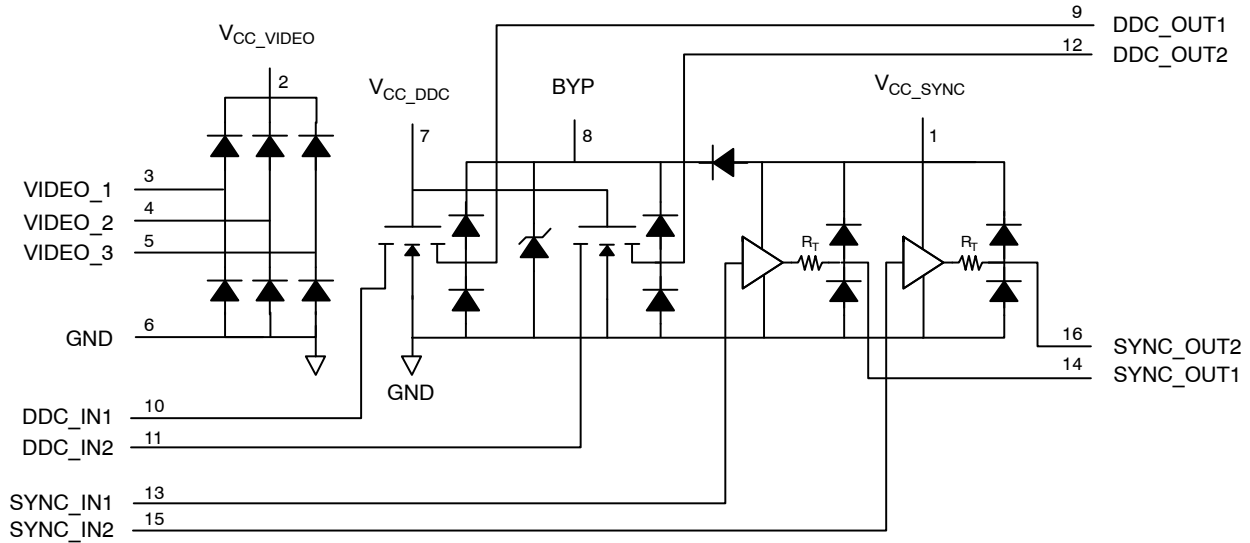 9 DDC_OUT1
12 DDC_OUT2
VCC_VIDEO
2
VCC_DDC
7
BYP
8
VCC_SYNC
1
VIDEO_1 3
VIDEO_2 4
VIDEO_3 5
RT
RT
GND 6
GND
16 SYNC_OUT2
14 SYNC_OUT1
DDC_IN1 10
DDC_IN2 11
SYNC_IN1 13
SYNC_IN2 15